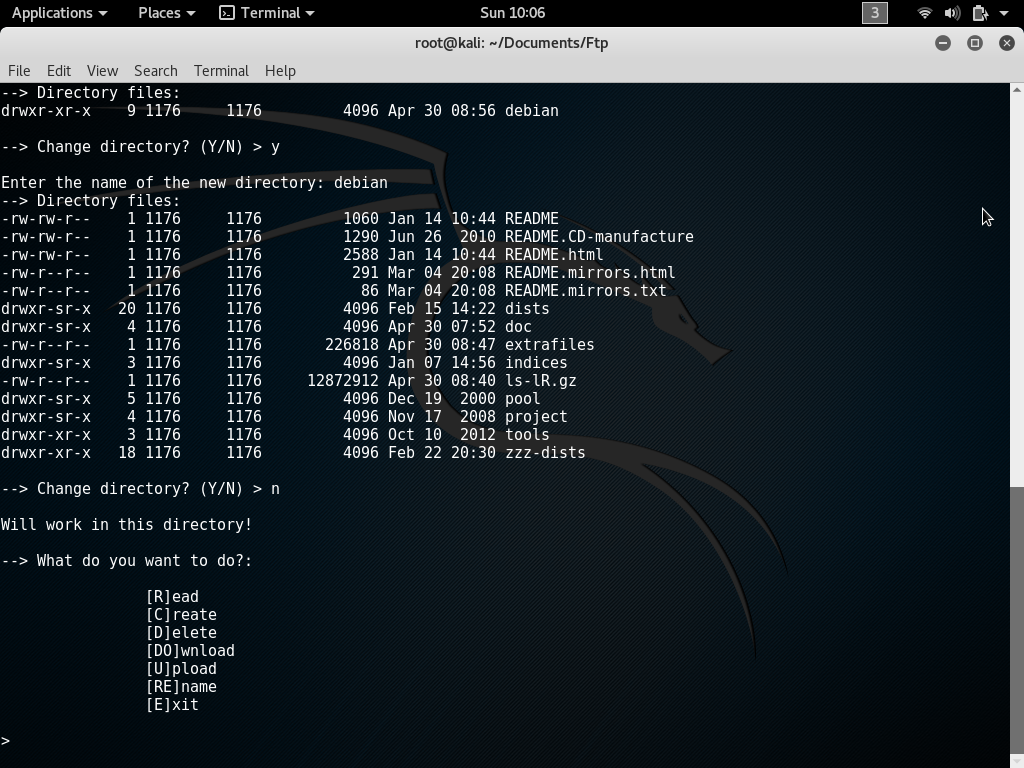 Applications Places Terminal Sun 10:06 3
root@kali: ~/Documents/Ftp
File Edit View Search Terminal Help
--> Directory files:
drwxr-xr-x    9 1176     1176         4096 Apr 30 08:56 debian
--> Change directory? (Y/N) > y
Enter the name of the new directory: debian
--> Directory files:
-rw-rw-r--    1 1176     1176         1060 Jan 14 10:44 README
-rw-rw-r--    1 1176     1176         1290 Jun 26  2010 README.CD-manufacture
-rw-rw-r--    1 1176     1176         2588 Jan 14 10:44 README.html
-rw-r--r--    1 1176     1176          291 Mar 04 20:08 README.mirrors.html
-rw-r--r--    1 1176     1176           86 Mar 04 20:08 README.mirrors.txt
drwxr-sr-x   20 1176     1176         4096 Feb 15 14:22 dists
drwxr-sr-x    4 1176     1176         4096 Apr 30 07:52 doc
-rw-r--r--    1 1176     1176       226818 Apr 30 08:47 extrafiles
drwxr-sr-x    3 1176     1176         4096 Jan 07 14:56 indices
-rw-r--r--    1 1176     1176     12872912 Apr 30 08:40 ls-lR.gz
drwxr-sr-x    5 1176     1176         4096 Dec 19  2000 pool
drwxr-sr-x    4 1176     1176         4096 Nov 17  2008 project
drwxr-xr-x    3 1176     1176         4096 Oct 10  2012 tools
drwxr-xr-x   18 1176     1176         4096 Feb 22 20:30 zzz-dists
--> Change directory? (Y/N) > n
Will work in this directory!
--> What do you want to do?:
[R]ead
[C]reate
[D]elete
[DO]wnload
[U]pload
[RE]name
[E]xit
>